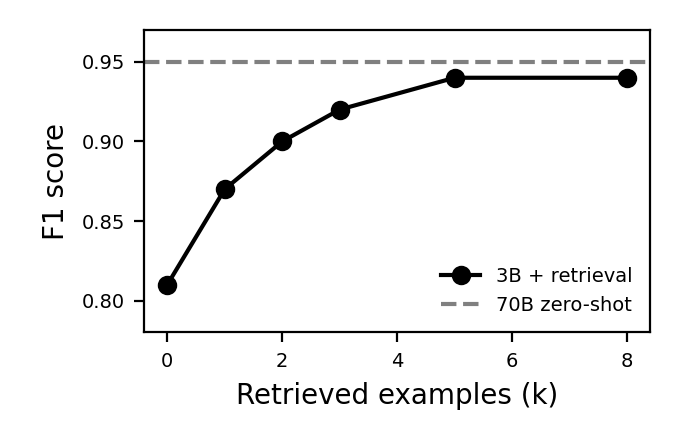 0.95
0.90
0.85
0.80
F1 score
3B + retrieval
70B zero-shot
0 2 4 6 8
Retrieved examples (k)